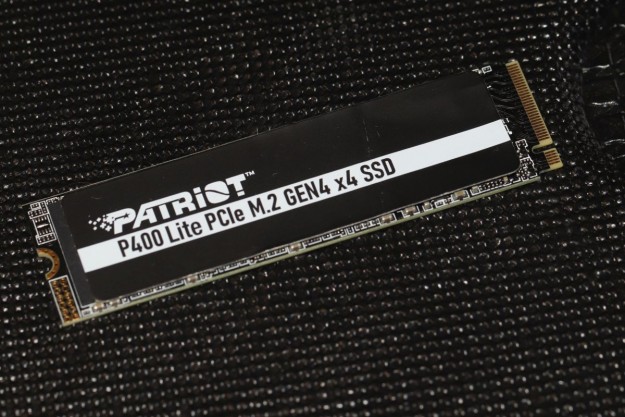 PATRIOT™
P400 Lite PCIe M.2 GEN4 x4 SSD